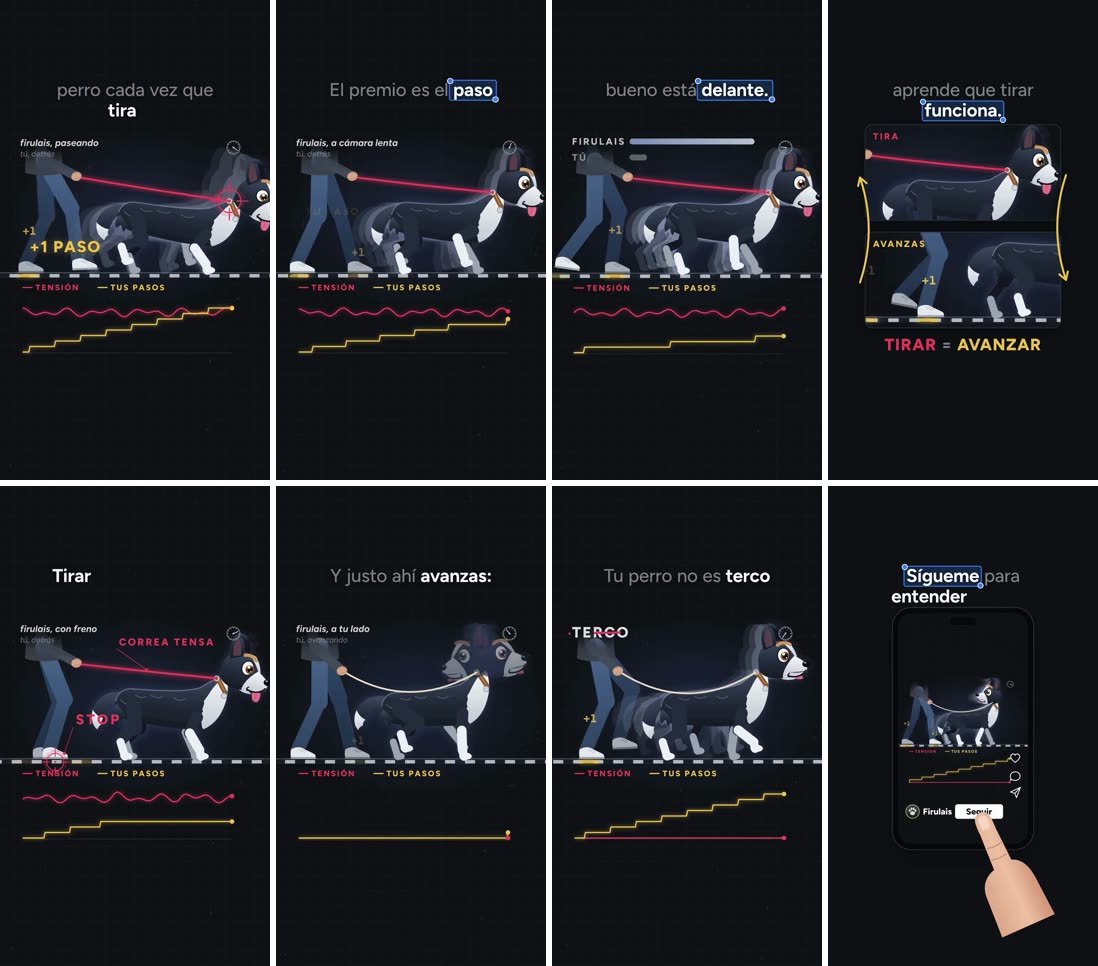 perro cada vez que
tira
firulais, paseando
tú, detrás
+1
+1 PASO
TENSIÓN
TUS PASOS
El premio es el paso
firulais, a cámara lenta
tú, detrás
+1
TENSIÓN
TUS PASOS
bueno está delante.
FIRULAIS
TÚ
+1
TENSIÓN
TUS PASOS
aprende que tirar
funciona.
TIRA
AVANZAS
+1
TIRAR = AVANZAR
Tirar
firulais, con freno
tú, detrás
CORREA TENSA
STOP
TENSIÓN
TUS PASOS
Y justo ahí avanzas:
firulais, a tu lado
tú, avanzando
TENSIÓN
TUS PASOS
Tu perro no es terco
TERCO
+1
TENSIÓN
TUS PASOS
Sígueme para
entender
TENSIÓN
TUS PASOS
Firulais
Seguir